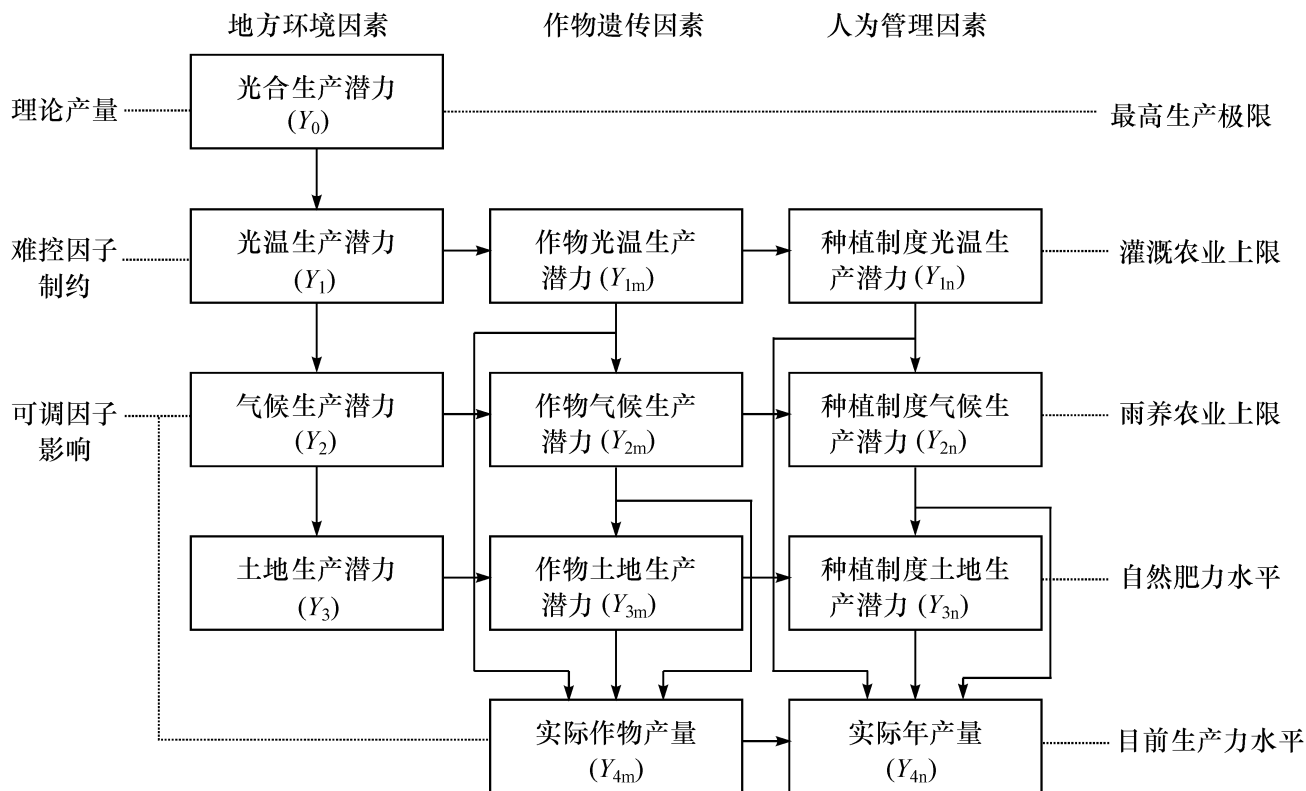 地方环境因素 作物遗传因素 人为管理因素
理论产量
光合生产潜力
(Y0)
最高生产极限
难控因子
制约
光温生产潜力
(Y1)
作物光温生产
潜力 (Y1m)
种植制度光温生
产潜力 (Y1n)
灌溉农业上限
可调因子
影响
气候生产潜力
(Y2)
作物气候生产
潜力 (Y2m)
种植制度气候生
产潜力 (Y2n)
雨养农业上限
土地生产潜力
(Y3)
作物土地生产
潜力 (Y3m)
种植制度土地生
产潜力 (Y3n)
自然肥力水平
实际作物产量
(Y4m)
实际年产量
(Y4n)
目前生产力水平